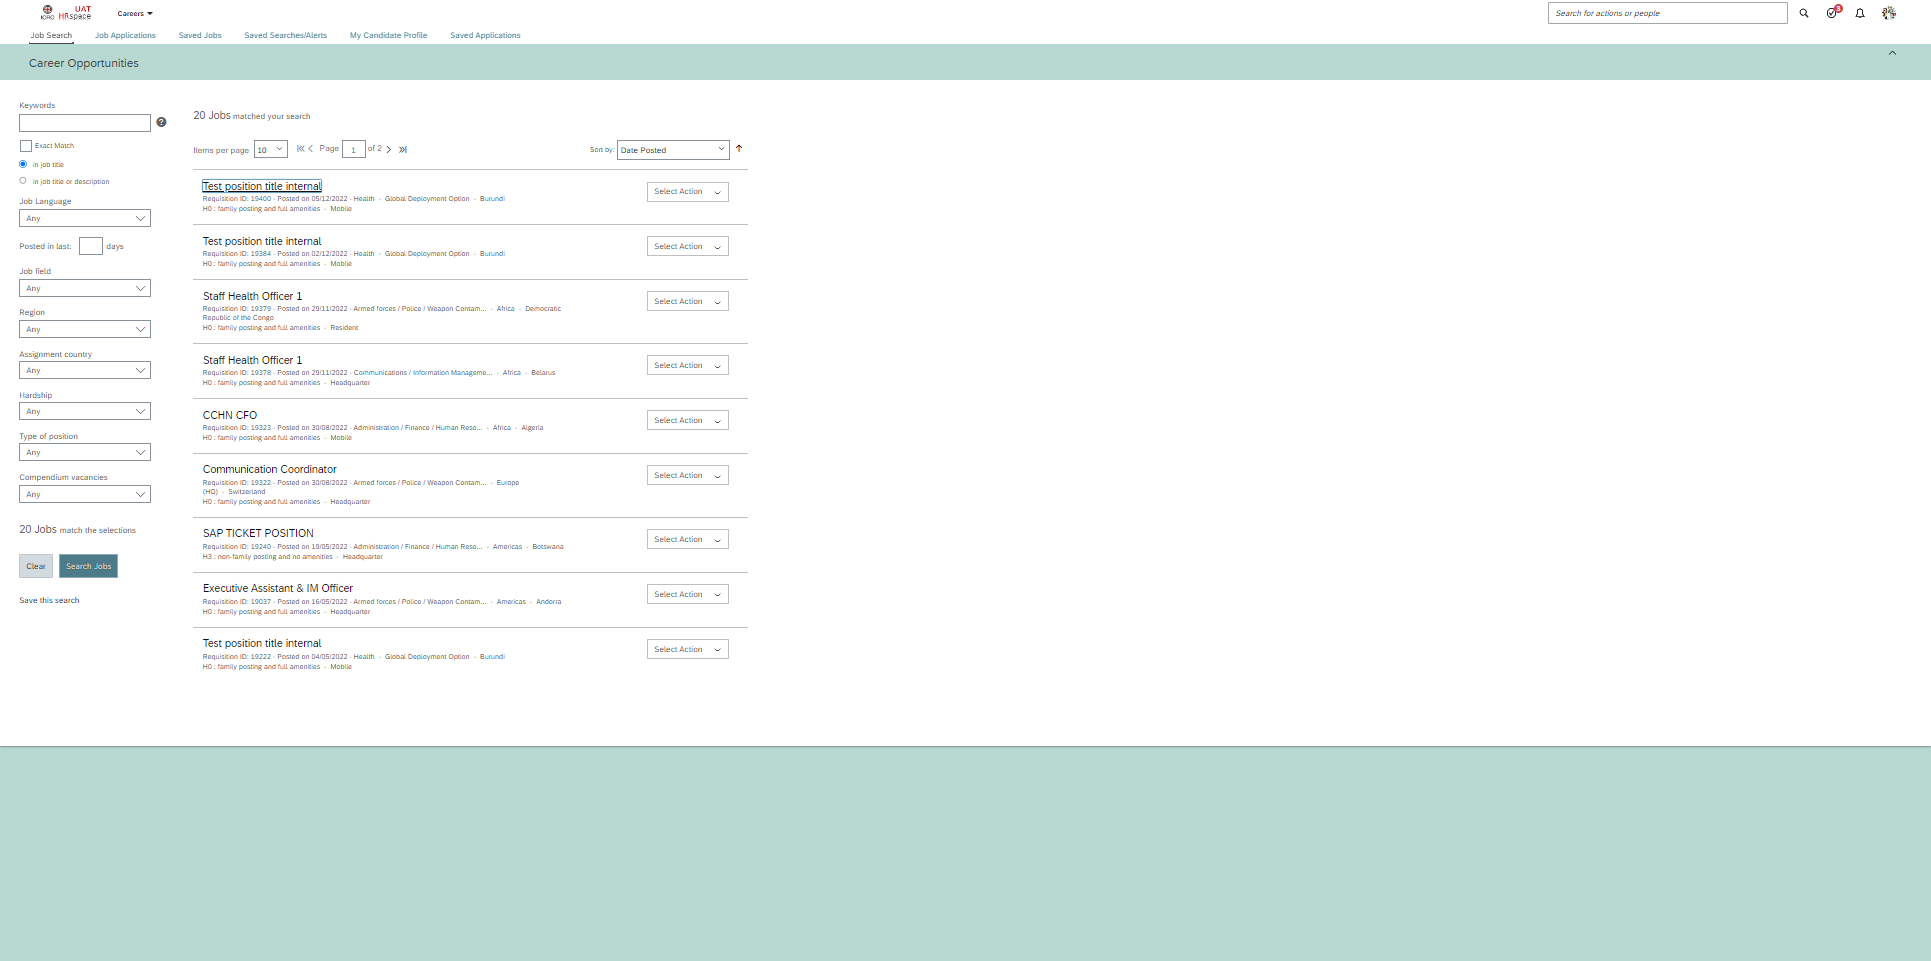 ICRC UAT HRspace Careers Search for actions or people 3
Job Search Job Applications Saved Jobs Saved Searches/Alerts My Candidate Profile Saved Applications
Career Opportunities
Keywords
?
Exact Match
in job title
in job title or description
Job Language
Any
Posted in last: days
Job field
Any
Region
Any
Assignment country
Any
Hardship
Any
Type of position
Any
Compendium vacancies
Any
20 Jobs match the selections
Clear Search Jobs
Save this search
20 Jobs matched your search
Items per page 10 Page 1 of 2 Sort by: Date Posted
Test position title internal Select Action
Requisition ID: 19400 - Posted on 05/12/2022 - Health - Global Deployment Option - Burundi
H0 : family posting and full amenities - Mobile
Test position title internal Select Action
Requisition ID: 19384 - Posted on 02/12/2022 - Health - Global Deployment Option - Burundi
H0 : family posting and full amenities - Mobile
Staff Health Officer 1 Select Action
Requisition ID: 19379 - Posted on 29/11/2022 - Armed forces / Police / Weapon Contam... - Africa - Democratic
Republic of the Congo
H0 : family posting and full amenities - Resident
Staff Health Officer 1 Select Action
Requisition ID: 19378 - Posted on 29/11/2022 - Communications / Information Manageme... - Africa - Belarus
H0 : family posting and full amenities - Headquarter
CCHN CFO Select Action
Requisition ID: 19323 - Posted on 30/08/2022 - Administration / Finance / Human Reso... - Africa - Algeria
H0 : family posting and full amenities - Mobile
Communication Coordinator Select Action
Requisition ID: 19322 - Posted on 30/08/2022 - Armed forces / Police / Weapon Contam... - Europe
(HQ) - Switzerland
H0 : family posting and full amenities - Headquarter
SAP TICKET POSITION Select Action
Requisition ID: 19240 - Posted on 19/05/2022 - Administration / Finance / Human Reso... - Americas - Botswana
H3 : non-family posting and no amenities - Headquarter
Executive Assistant & IM Officer Select Action
Requisition ID: 19037 - Posted on 16/05/2022 - Armed forces / Police / Weapon Contam... - Americas - Andorra
H0 : family posting and full amenities - Headquarter
Test position title internal Select Action
Requisition ID: 19222 - Posted on 04/05/2022 - Health - Global Deployment Option - Burundi
H0 : family posting and full amenities - Mobile